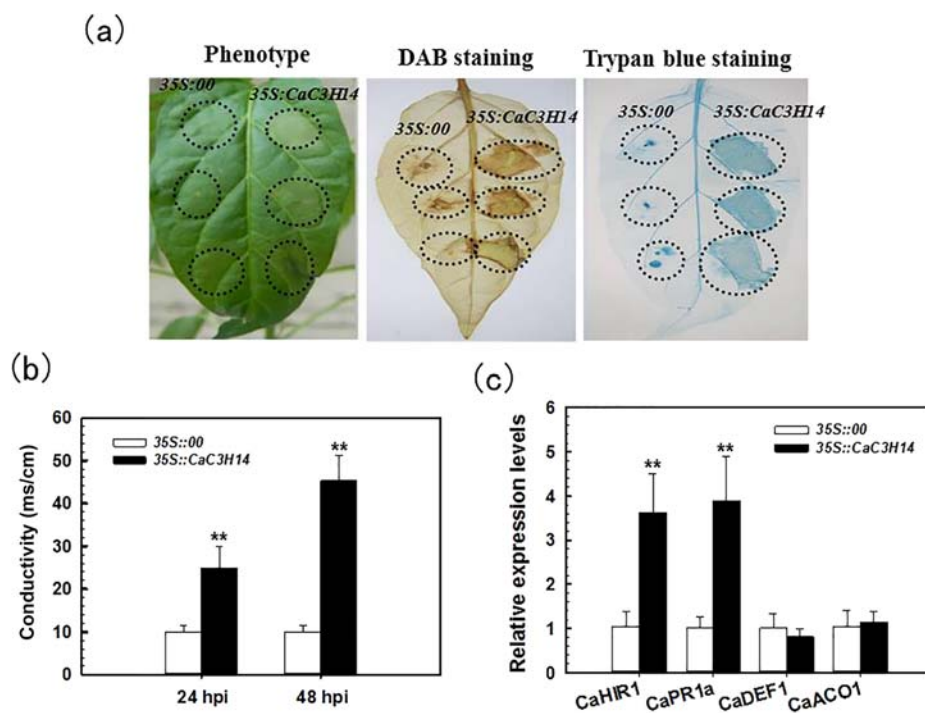 (a)
Phenotype
DAB staining
Trypan blue staining
35S:00
35S:CaC3H14
35S:00
35S:CaC3H14
35S:00
35S:CaC3H14
(b)
Conductivity (ms/cm)
60
50
40
30
20
10
0
35S::00
35S::CaC3H14
**
**
24 hpi
48 hpi
(c)
Relative expression levels
6
5
4
3
2
1
0
35S::00
35S::CaC3H14
**
**
CaHIR1
CaPR1a
CaDEF1
CaACO1